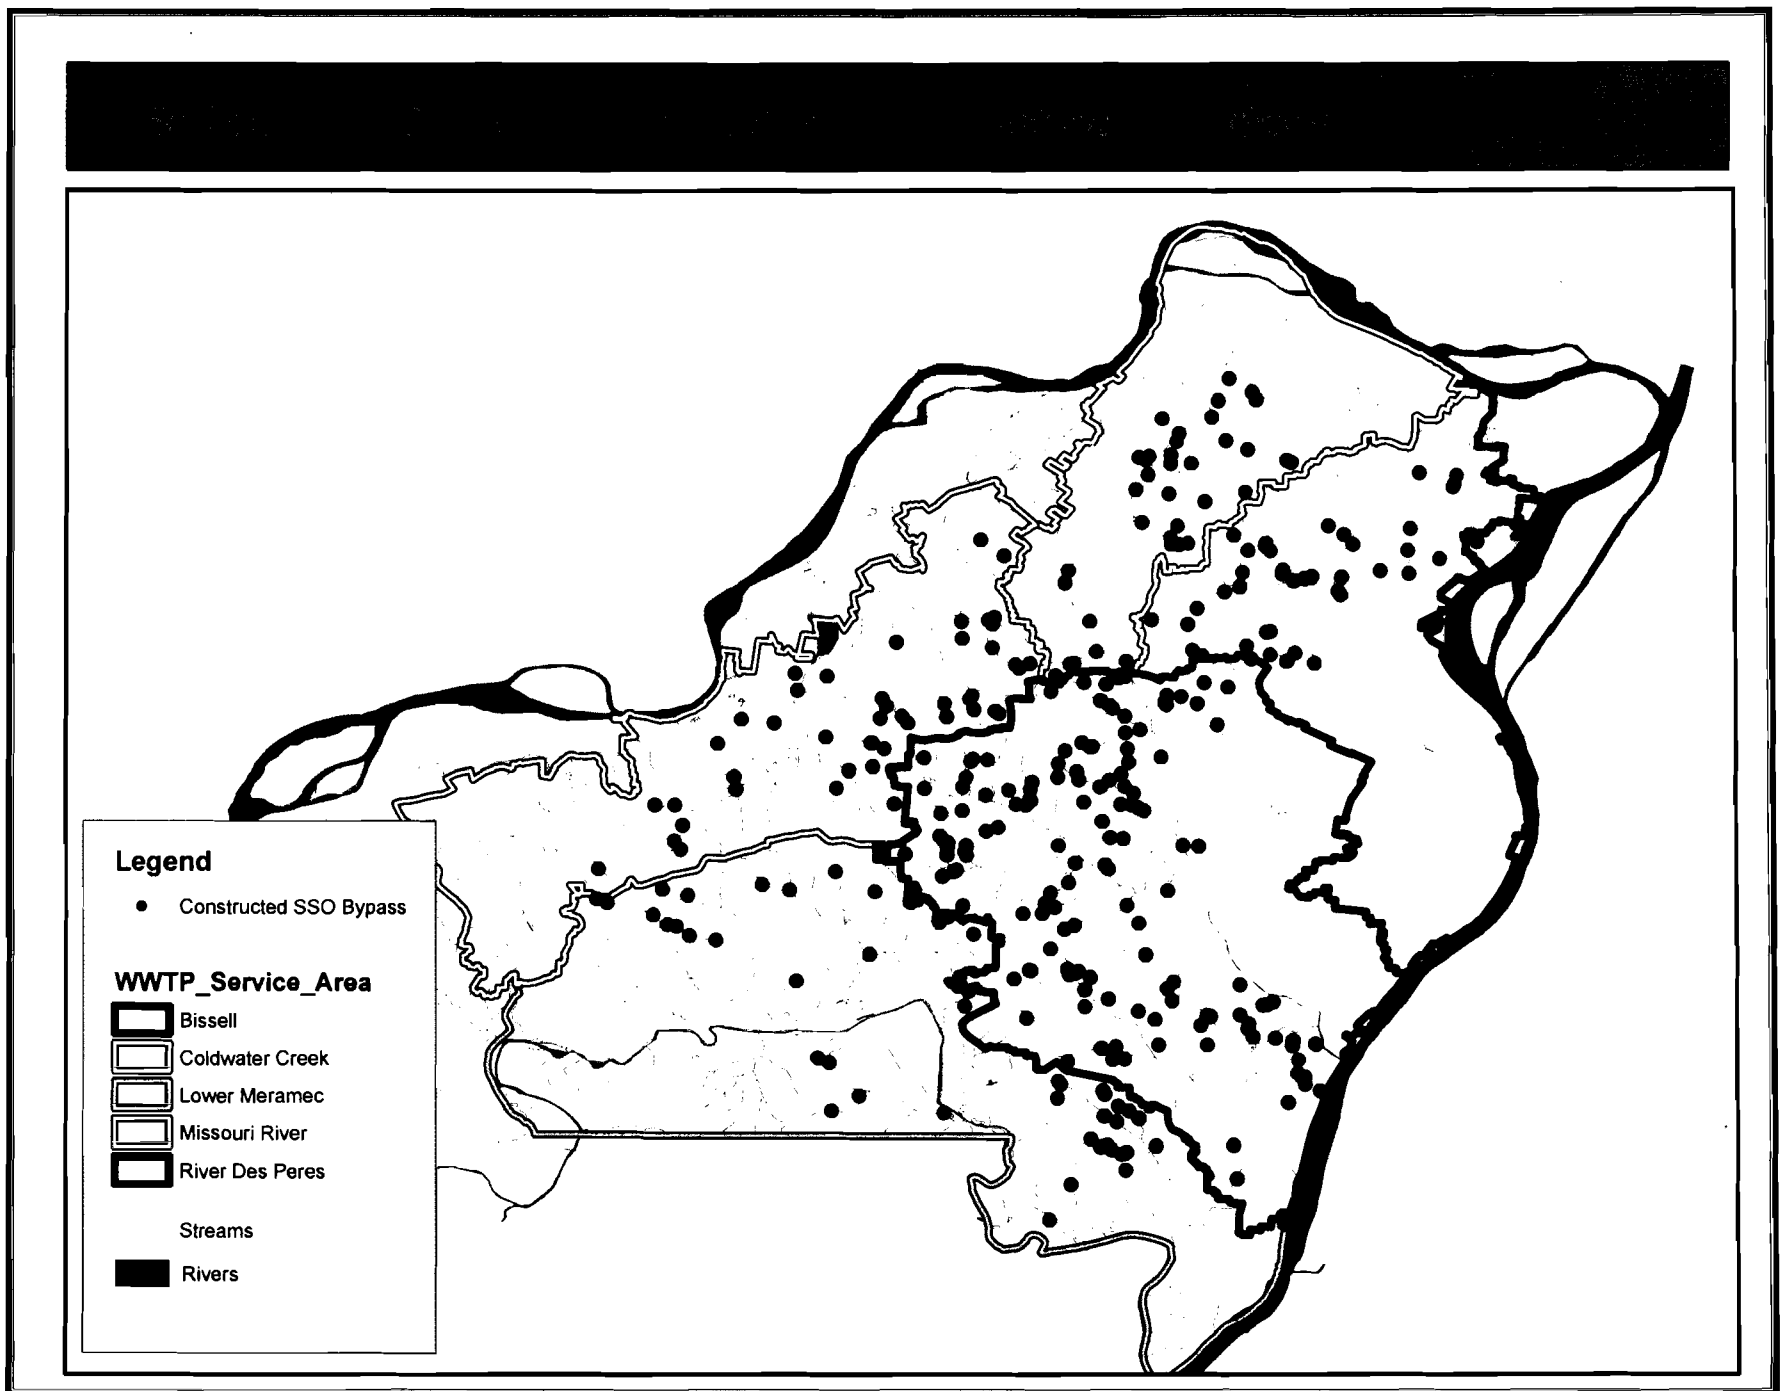 Legend
Constructed SSO Bypass
WWTP_Service_Area
Bissell
Coldwater Creek
Lower Meramec
Missouri River
River Des Peres
Streams
Rivers